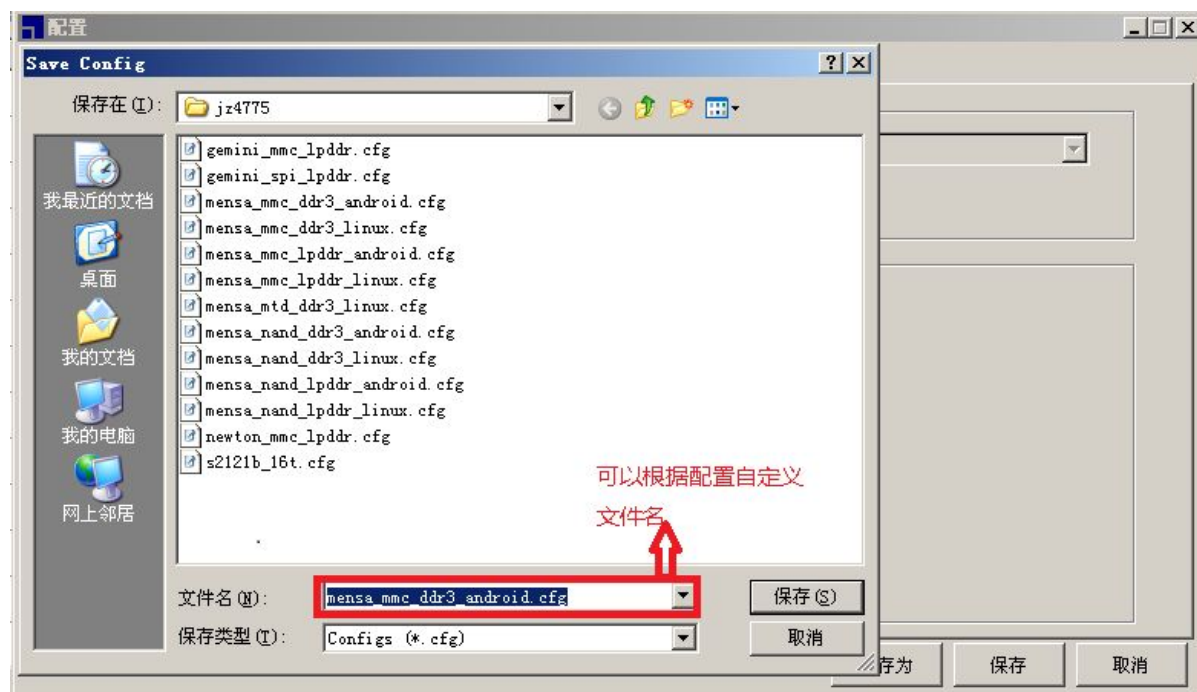 配置
Save Config
保存在(I):
jz4775
我最近的文档
桌面
我的文档
我的电脑
网上邻居
gemini_mmc_lpddr.cfg
gemini_spi_lpddr.cfg
mensa_mmc_ddr3_android.cfg
mensa_mmc_ddr3_linux.cfg
mensa_mmc_lpddr_android.cfg
mensa_mmc_lpddr_linux.cfg
mensa_mtd_ddr3_linux.cfg
mensa_nand_ddr3_android.cfg
mensa_nand_ddr3_linux.cfg
mensa_nand_lpddr_android.cfg
mensa_nand_lpddr_linux.cfg
newton_mmc_lpddr.cfg
s2121b_16t.cfg
可以根据配置自定义
文件名
文件名(N):
mensa_mmc_ddr3_android.cfg
保存(S)
保存类型(T):
Configs (*.cfg)
取消
存为
保存
取消